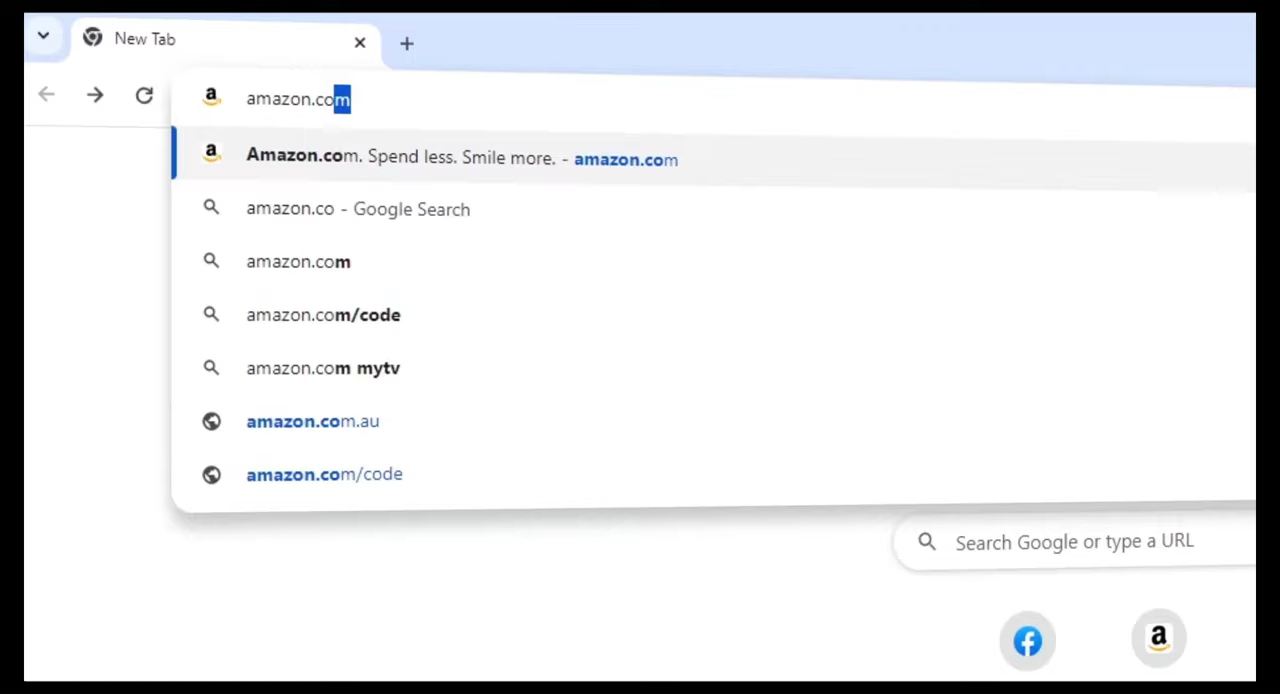 New Tab
amazon.com
Amazon.com. Spend less. Smile more. - amazon.com
amazon.co - Google Search
amazon.com
amazon.com/code
amazon.com mytv
amazon.com.au
amazon.com/code
Search Google or type a URL